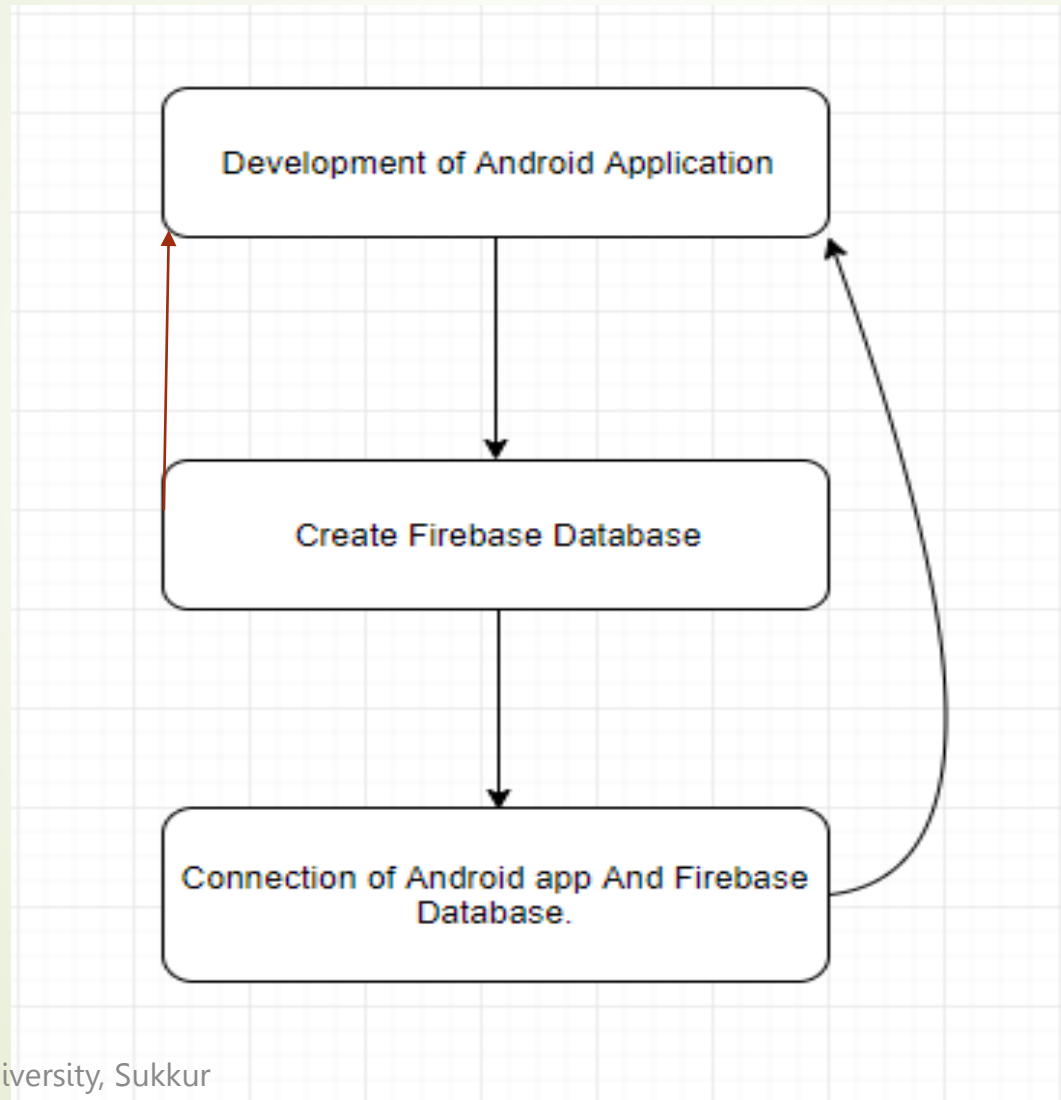 Development of Android Application
Create Firebase Database
Connection of Android app And Firebase
Database.
iversity, Sukkur